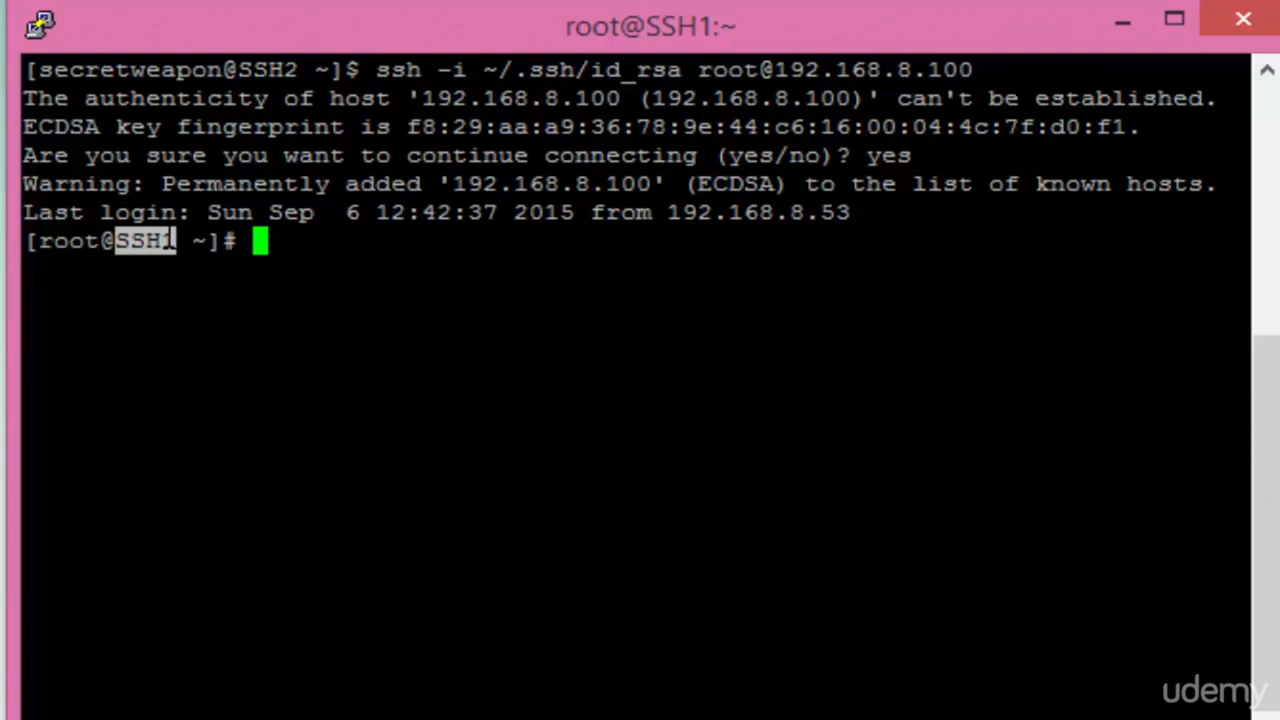 root@SSH1:~
[secretweapon@SSH2 ~]$ ssh -i ~/.ssh/id_rsa root@192.168.8.100
The authenticity of host '192.168.8.100 (192.168.8.100)' can't be established.
ECDSA key fingerprint is f8:29:aa:a9:36:78:9e:44:c6:16:00:04:4c:7f:d0:f1.
Are you sure you want to continue connecting (yes/no)? yes
Warning: Permanently added '192.168.8.100' (ECDSA) to the list of known hosts.
Last login: Sun Sep  6 12:42:37 2015 from 192.168.8.53
[root@SSH1 ~]#
udemy